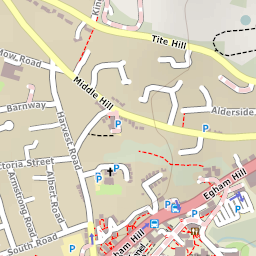 Tite Hill
Middle Hill
Barnway
Alderside
Harvest Road
Street
Armstrong Road
Albert Road
Egham Hill
South Road
ham Hill
Road
P
P
P
P
P
P
P